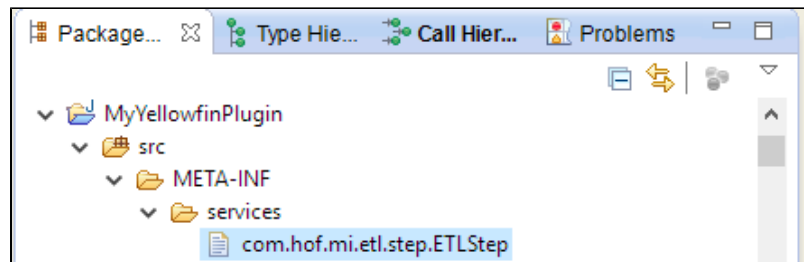 Package... Type Hie... Call Hier... Problems
MyYellowfinPlugin
src
META-INF
services
com.hof.mi.etl.step.ETLStep